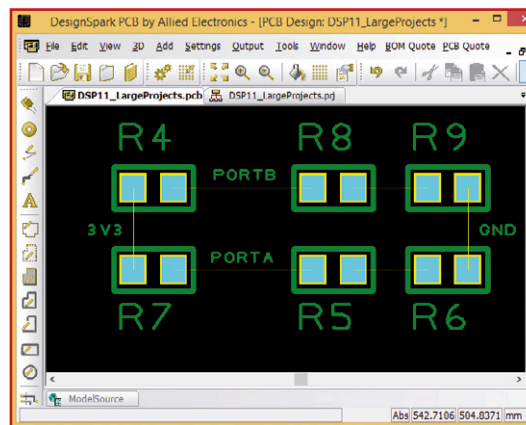 DesignSpark PCB by Allied Electronics - [PCB Design: DSP11_LargeProjects *]
File Edit View 3D Add Settings Output Tools Window Help BOM Quote PCB Quote
DSP11_LargeProjects.pcb DSP11_LargeProjects.prj
R4 R8 R9
PORTB
3V3 GND
PORTA
R7 R5 R6
ModelSource
Abs 542.7106 504.8371 mm